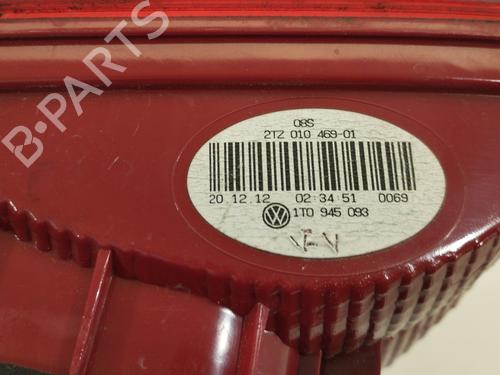 B-PARTS
08S
2TZ 010 469-01
20.12.12 02 34 51 0069
1T0 945 093